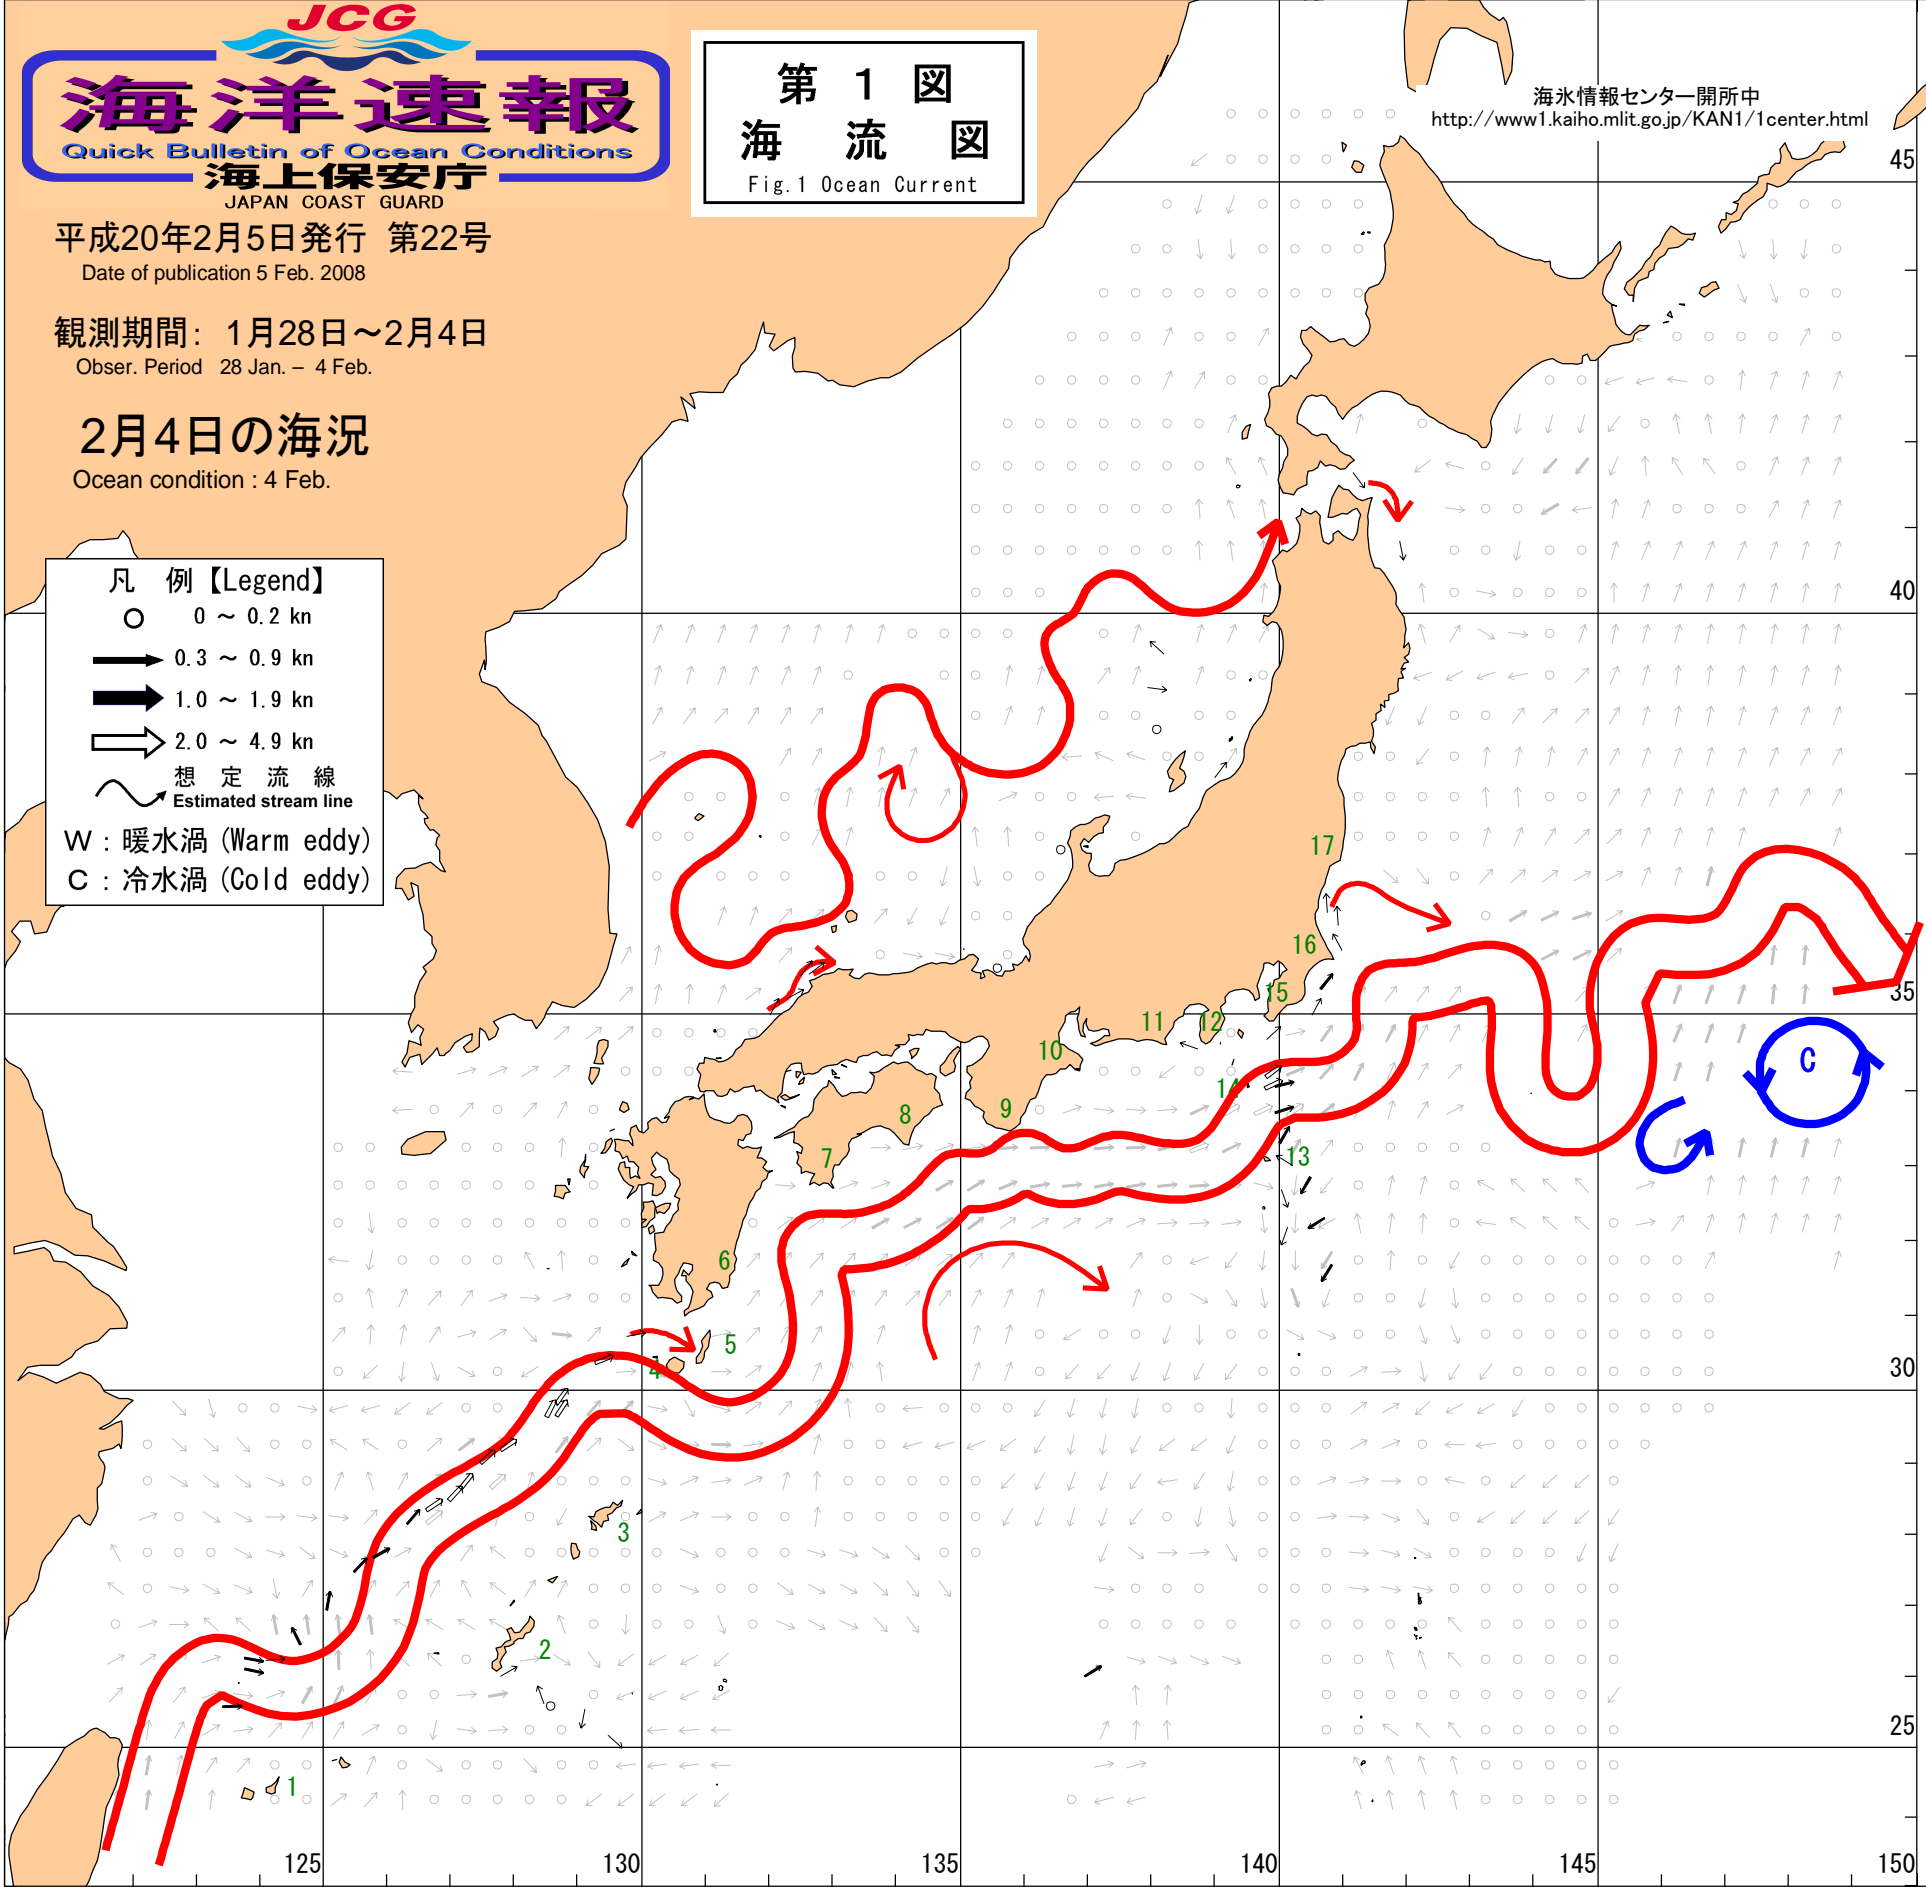 JCG
海洋速報
Quick Bulletin of Ocean Conditions
海上保安庁
JAPAN COAST GUARD
平成20年2月5日発行 第22号
Date of publication 5 Feb. 2008
観測期間: 1月28日～2月4日
Obser. Period 28 Jan. – 4 Feb.
2月4日の海況
Ocean condition : 4 Feb.
第 1 図
海 流 図
Fig.1 Ocean Current
海氷情報センター開所中
http://www1.kaiho.mlit.go.jp/KAN1/1center.html
凡 例【Legend】
0 ～ 0.2 kn
0.3 ～ 0.9 kn
1.0 ～ 1.9 kn
2.0 ～ 4.9 kn
想 定 流 線
Estimated stream line
W : 暖水渦 (Warm eddy)
C : 冷水渦 (Cold eddy)
45
40
17
16
15
35
11
12
10
C
14
9
8
13
7
6
5
4
30
3
2
25
1
125
130
135
140
145
150